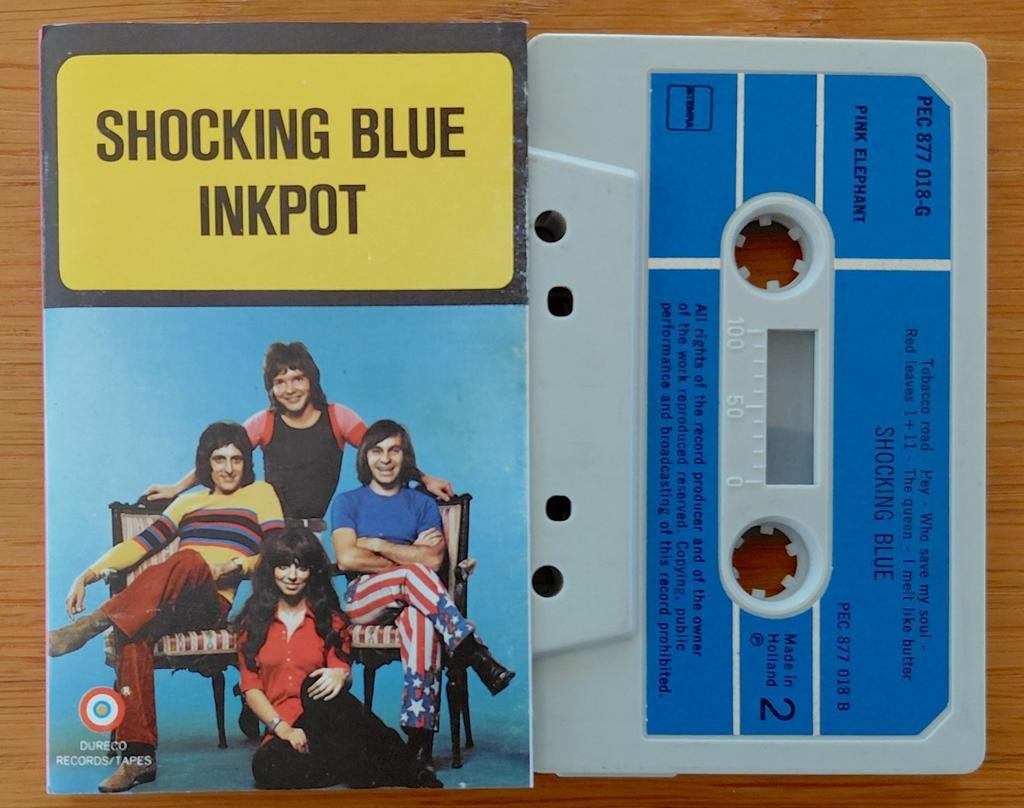 SHOCKING BLUE
INKPOT
®
DURECO
RECORDS/TAPES
STEMRA
PEC 877 018-G
PINK ELEPHANT
Tobacco road - Hey - Who save my soul -
Red leaves 1+11 - The queen - I melt like butter
SHOCKING BLUE
PEC 877 018 B
100 50 0
Made in
Holland
℗
2
All rights of the record producer and of the owner
of the work reproduced reserved. Copying, public
performance and broadcasting of this record prohibited.